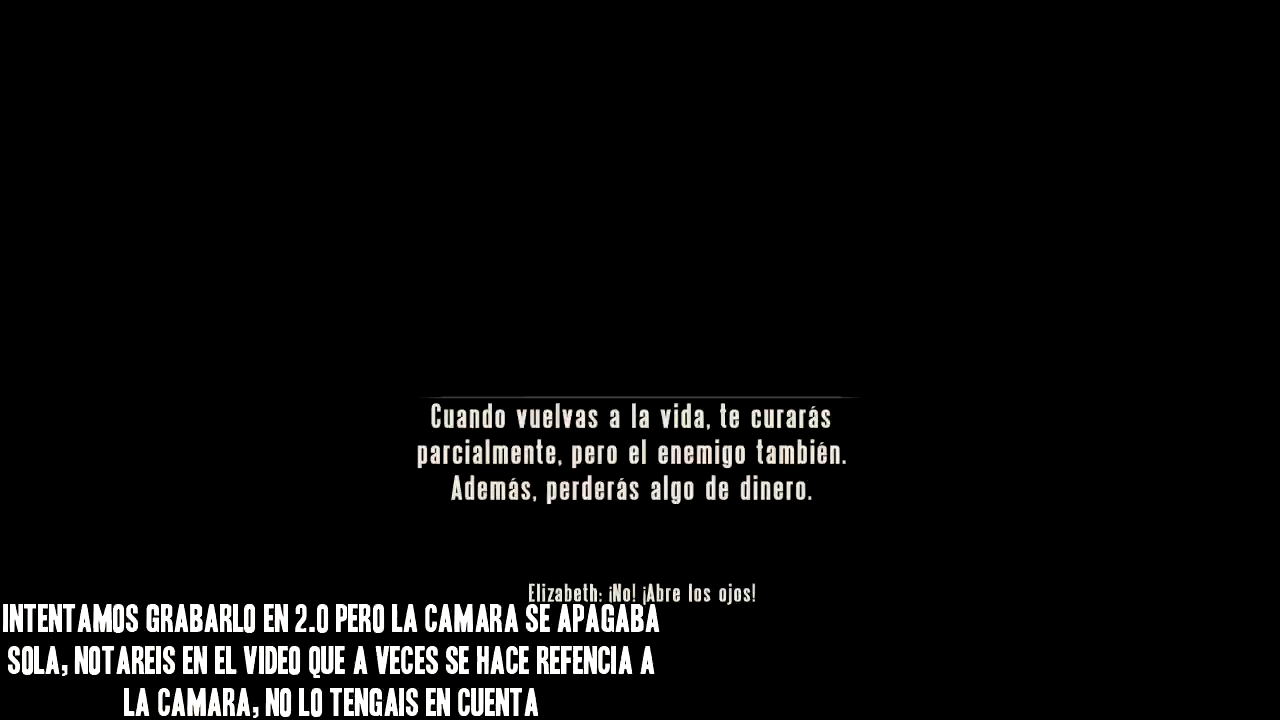 Cuando vuelvas a la vida, te curarás
parcialmente, pero el enemigo también.
Además, perderás algo de dinero.
Elizabeth: ¡No! ¡Abre los ojos!
INTENTAMOS GRABARLO EN 2.0 PERO LA CAMARA SE APAGABA
SOLA, NOTAREIS EN EL VIDEO QUE A VECES SE HACE REFENCIA A
LA CAMARA, NO LO TENGAIS EN CUENTA